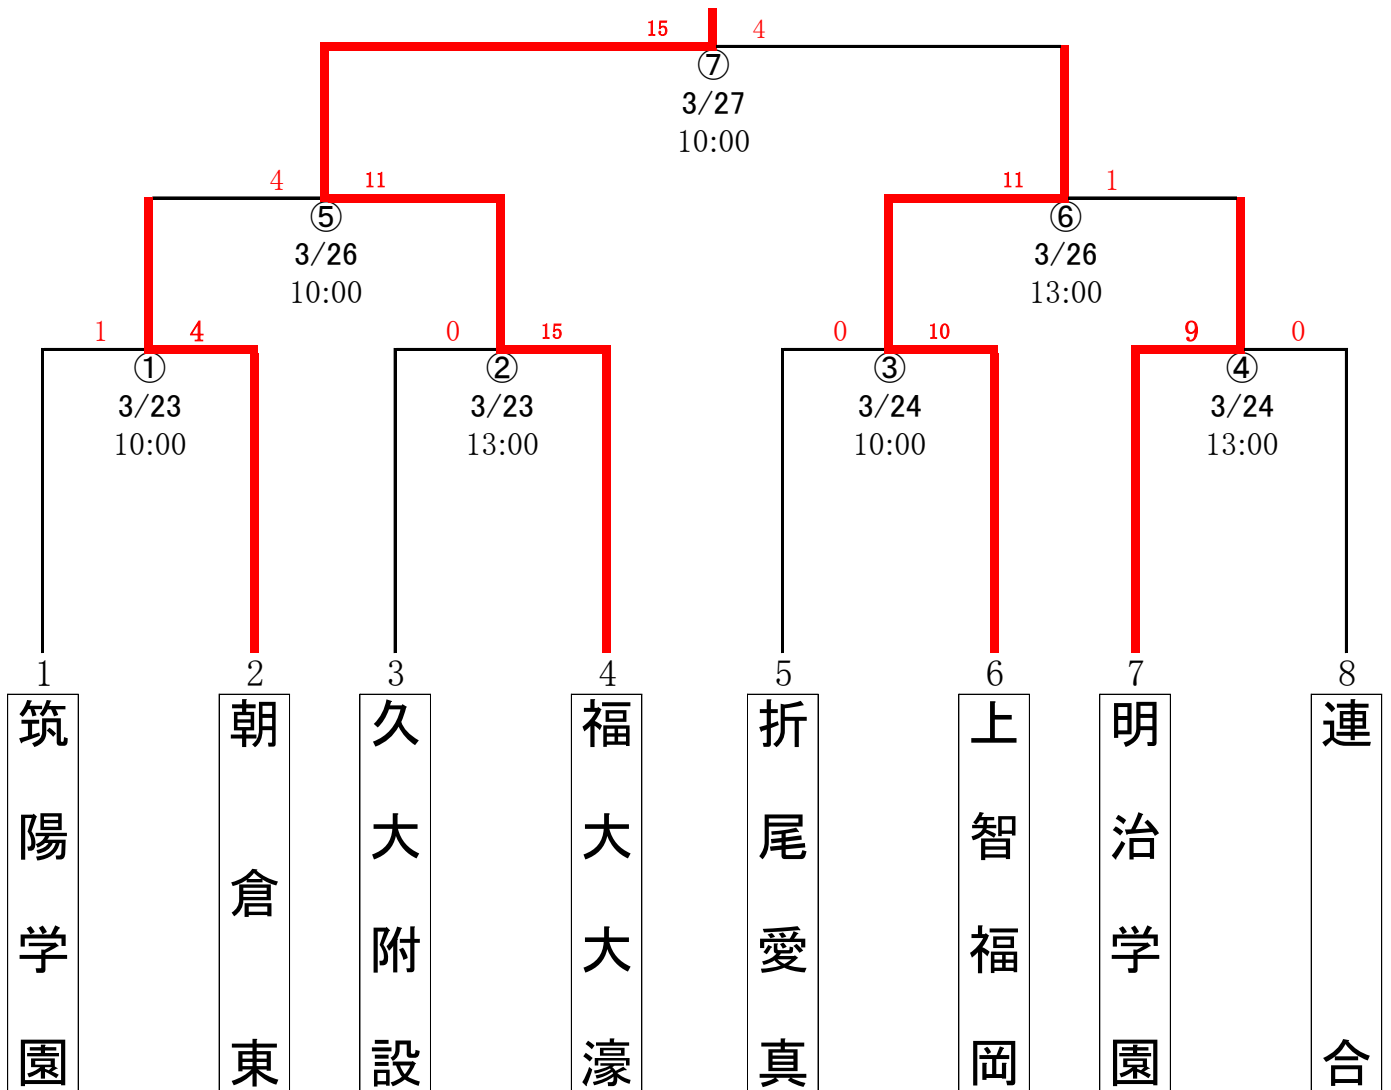 15 4
⑦
3/27
10:00
4 11 11 1
⑤ ⑥
3/26 3/26
10:00 13:00
1 4 0 15 0 10 9 0
① ② ③ ④
3/23 3/23 3/24 3/24
10:00 13:00 10:00 13:00
1 2 3 4 5 6 7 8
筑陽学園
朝倉東
久大附設
福大大濠
折尾愛真
上智福岡
明治学園
連合